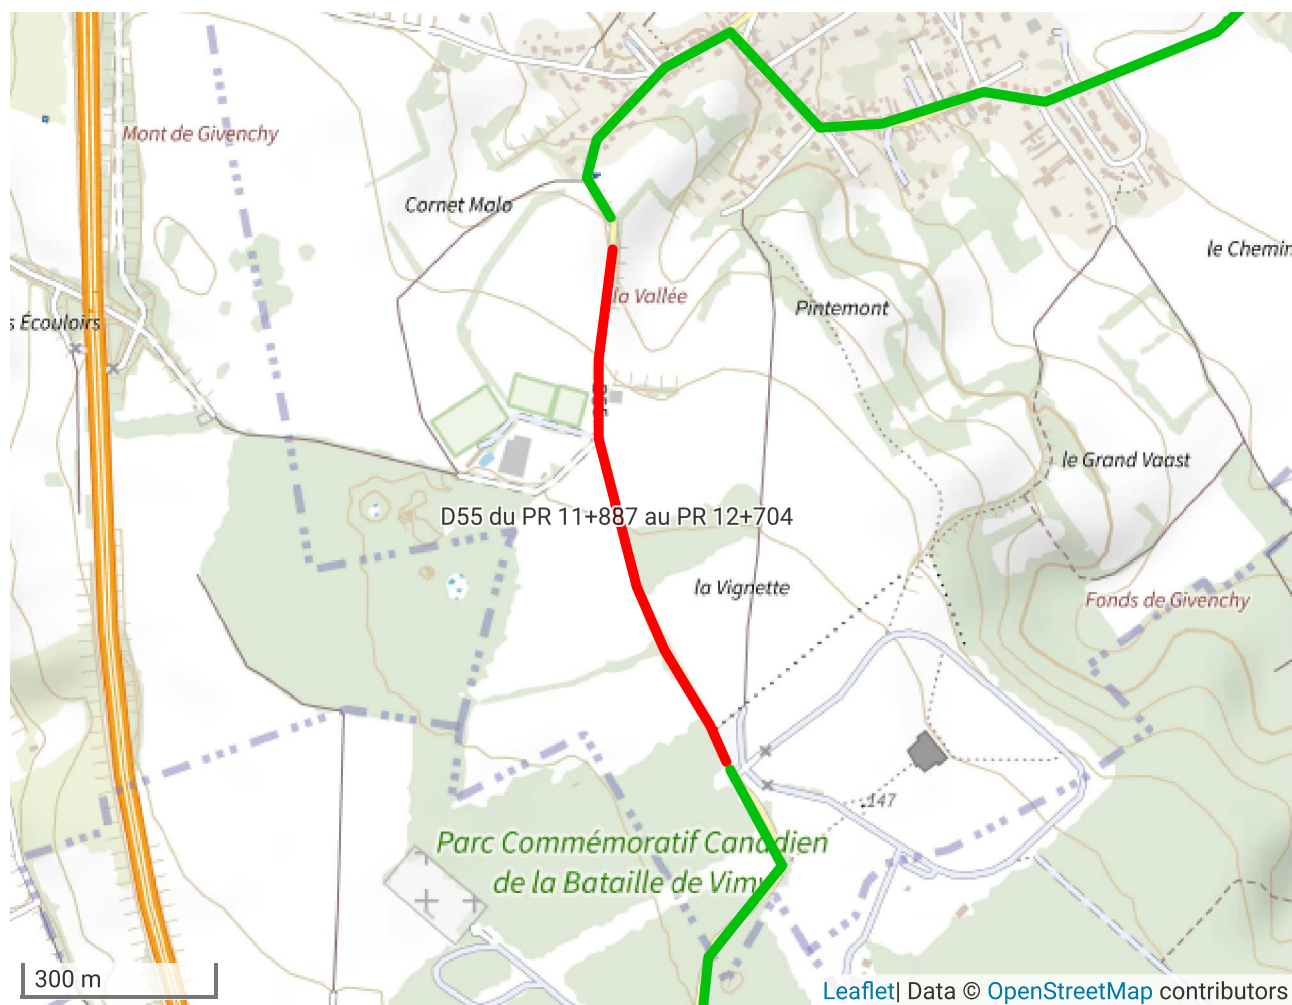 Mont de Givenchy
Cornet Malo
le Chemin
la Vallée
Pintemont
s Écouloirs
D55
le Grand Vaast
D55 du PR 11+887 au PR 12+704
la Vignette
Fonds de Givenchy
147
Parc Commémoratif Canadien
de la Bataille de Vimy
300 m
Leaflet| Data © OpenStreetMap contributors